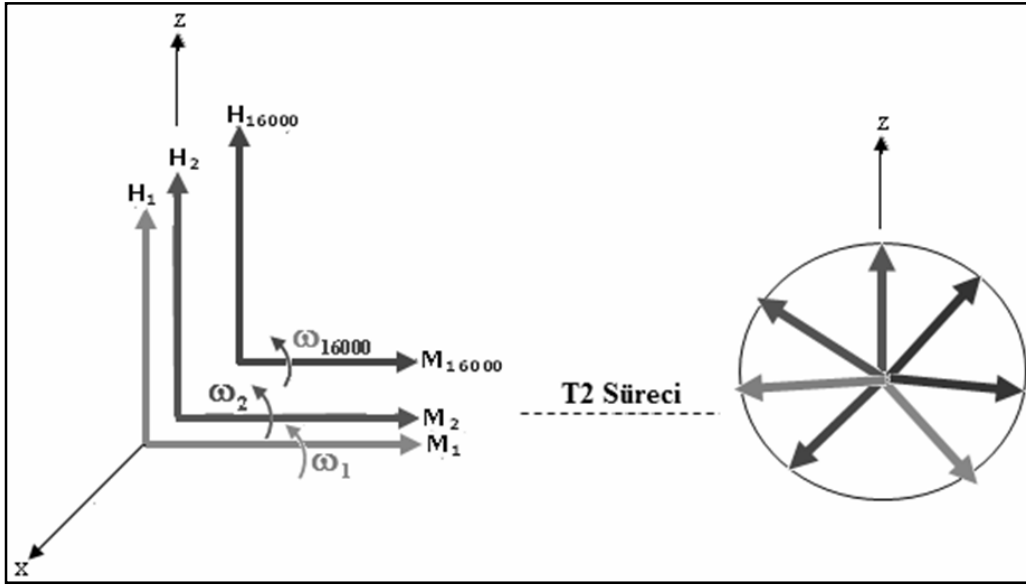 z
H16000
H2
H1
z
ω16000
M16000
ω2
T2 Süreci
M2
M1
ω1
x